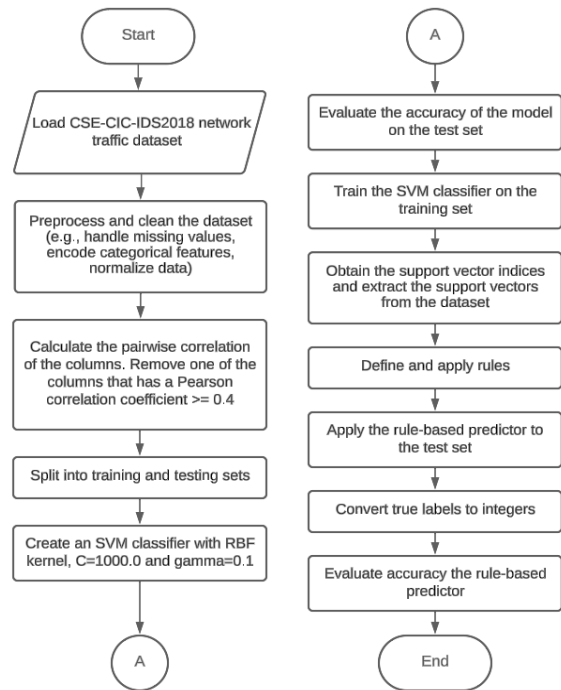 Start
Load CSE-CIC-IDS2018 network
traffic dataset
Preprocess and clean the dataset
(e.g., handle missing values,
encode categorical features,
normalize data)
Calculate the pairwise correlation
of the columns. Remove one of the
columns that has a Pearson
correlation coefficient >= 0.4
Split into training and testing sets
Create an SVM classifier with RBF
kernel, C=1000.0 and gamma=0.1
A
A
Evaluate the accuracy of the model
on the test set
Train the SVM classifier on the
training set
Obtain the support vector indices
and extract the support vectors
from the dataset
Define and apply rules
Apply the rule-based predictor to
the test set
Convert true labels to integers
Evaluate accuracy the rule-based
predictor
End